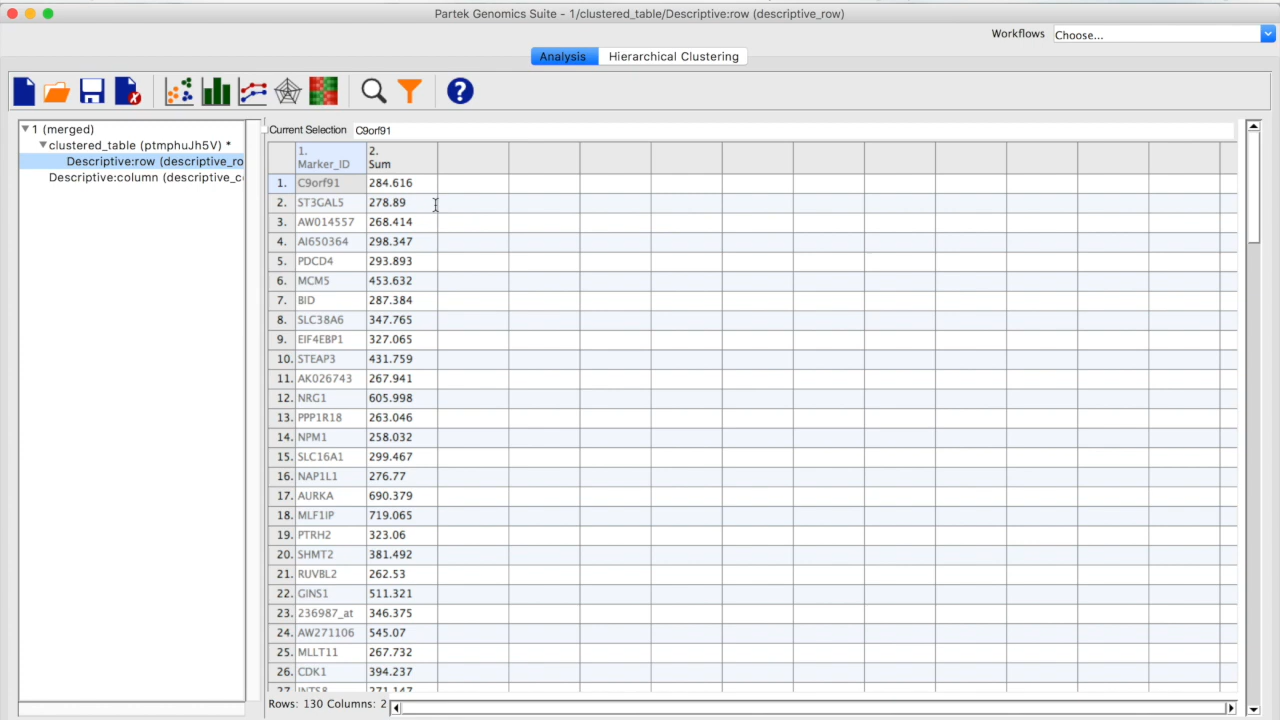 Partek Genomics Suite - 1/clustered_table/Descriptive:row (descriptive_row)
Workflows Choose...
Analysis Hierarchical Clustering
1 (merged)
clustered_table (ptmphuJh5V) *
Descriptive:row (descriptive_ro
Descriptive:column (descriptive_c
Current Selection C9orf91
1. Marker_ID 2. Sum
1. C9orf91 284.616
2. ST3GAL5 278.89
3. AW014557 268.414
4. AI650364 298.347
5. PDCD4 293.893
6. MCM5 453.632
7. BID 287.384
8. SLC38A6 347.765
9. EIF4EBP1 327.065
10. STEAP3 431.759
11. AK026743 267.941
12. NRG1 605.998
13. PPP1R18 263.046
14. NPM1 258.032
15. SLC16A1 299.467
16. NAP1L1 276.77
17. AURKA 690.379
18. MLF1IP 719.065
19. PTRH2 323.06
20. SHMT2 381.492
21. RUVBL2 262.53
22. GINS1 511.321
23. 236987_at 346.375
24. AW271106 545.07
25. MLLT11 267.732
26. CDK1 394.237
27. INTS8 271.147
Rows: 130 Columns: 2